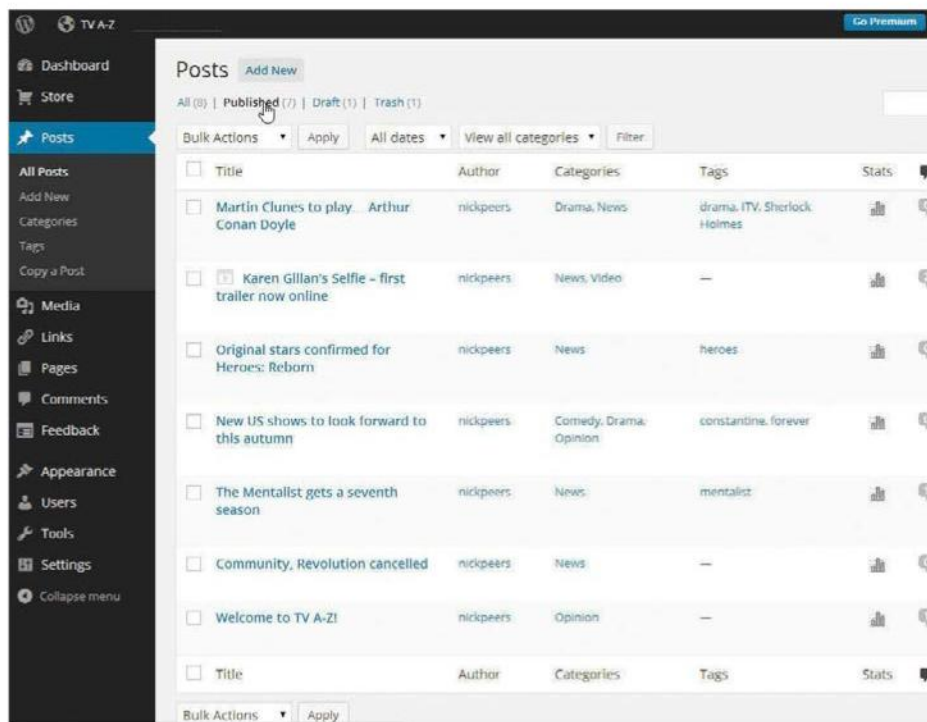 TV A-Z
Go Premium
Dashboard
Store
Posts
All Posts
Add New
Categories
Tags
Copy a Post
Media
Links
Pages
Comments
Feedback
Appearance
Users
Tools
Settings
Collapse menu
Posts Add New
All (8) | Published (7) | Draft (1) | Trash (1)
Bulk Actions Apply All dates View all categories Filter
Title Author Categories Tags Stats
Martin Clunes to play Arthur nickpeers Drama, News drama, ITV, Sherlock
Conan Doyle Holmes
Karen Gillan's Selfie – first nickpeers News, Video —
trailer now online
Original stars confirmed for nickpeers News heroes
Heroes: Reborn
New US shows to look forward to nickpeers Comedy, Drama, constantine, forever
this autumn Opinion
The Mentalist gets a seventh nickpeers News mentalist
season
Community, Revolution cancelled nickpeers News —
Welcome to TV A-Z! nickpeers Opinion —
Title Author Categories Tags Stats
Bulk Actions Apply